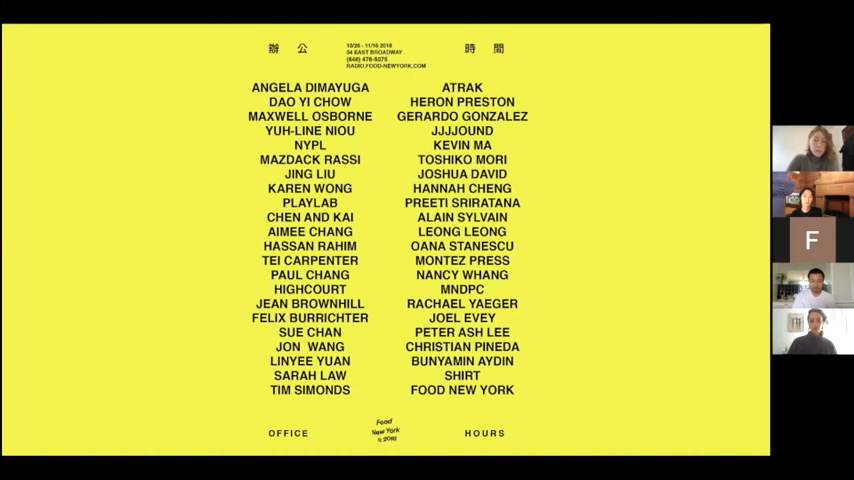 辦 公
10/26 - 11/16 2018
34 EAST BROADWAY
(646) 476-5075
RADIO.FOOD-NEWYORK.COM
時 間
ANGELA DIMAYUGA
DAO YI CHOW
MAXWELL OSBORNE
YUH-LINE NIOU
NYPL
MAZDACK RASSI
JING LIU
KAREN WONG
PLAYLAB
CHEN AND KAI
AIMEE CHANG
HASSAN RAHIM
TEI CARPENTER
PAUL CHANG
HIGHCOURT
JEAN BROWNHILL
FELIX BURRICHTER
SUE CHAN
JON WANG
LINYEE YUAN
SARAH LAW
TIM SIMONDS
ATRAK
HERON PRESTON
GERARDO GONZALEZ
JJJJOUND
KEVIN MA
TOSHIKO MORI
JOSHUA DAVID
HANNAH CHENG
PREETI SRIRATANA
ALAIN SYLVAIN
LEONG LEONG
OANA STANESCU
MONTEZ PRESS
NANCY WHANG
MNDPC
RACHAEL YAEGER
JOEL EVEY
PETER ASH LEE
CHRISTIAN PINEDA
BUNYAMIN AYDIN
SHIRT
FOOD NEW YORK
OFFICE
Food
New York
© 2018
HOURS
F